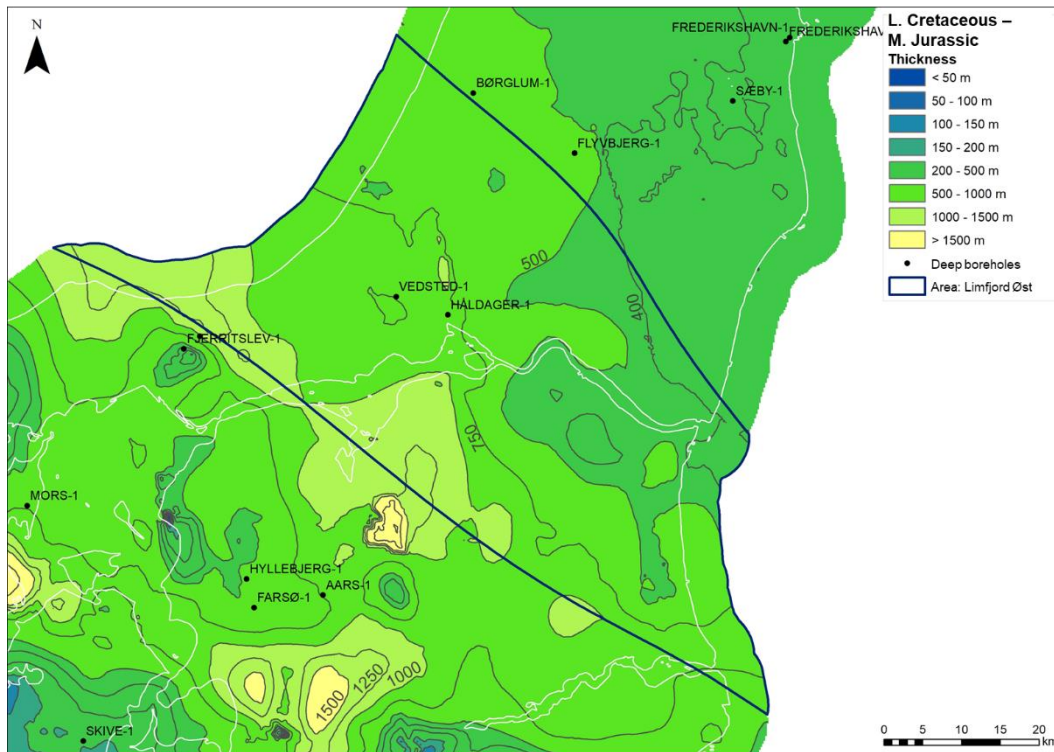 N
L. Cretaceous –
M. Jurassic
Thickness
< 50 m
50 - 100 m
100 - 150 m
150 - 200 m
200 - 500 m
500 - 1000 m
1000 - 1500 m
> 1500 m
Deep boreholes
Area: Limfjord Øst
FREDERIKSHAVN-1
FREDERIKSHAV
BØRGLUM-1
SÆBY-1
FLYVBJERG-1
500
400
VEDSTED-1
HALDAGER-1
FJERRITSLEV-1
750
MORS-1
HYLLEBJERG-1
AARS-1
FARSØ-1
1000
1250
1500
SKIVE-1
0 5 10 15 20
km